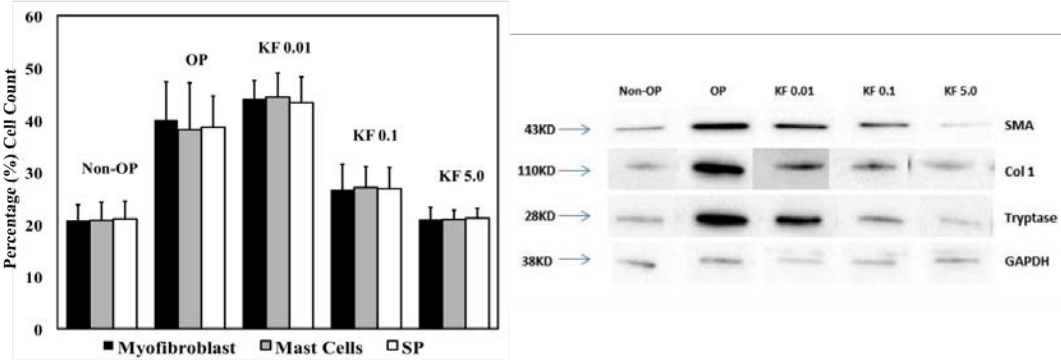 60
50
40
30
20
10
0
Percentage (%) Cell Count
Non-OP
OP
KF 0.01
KF 0.1
KF 5.0
Myofibroblast Mast Cells SP
Non-OP OP KF 0.01 KF 0.1 KF 5.0
43KD SMA
110KD Col 1
28KD Tryptase
38KD GAPDH